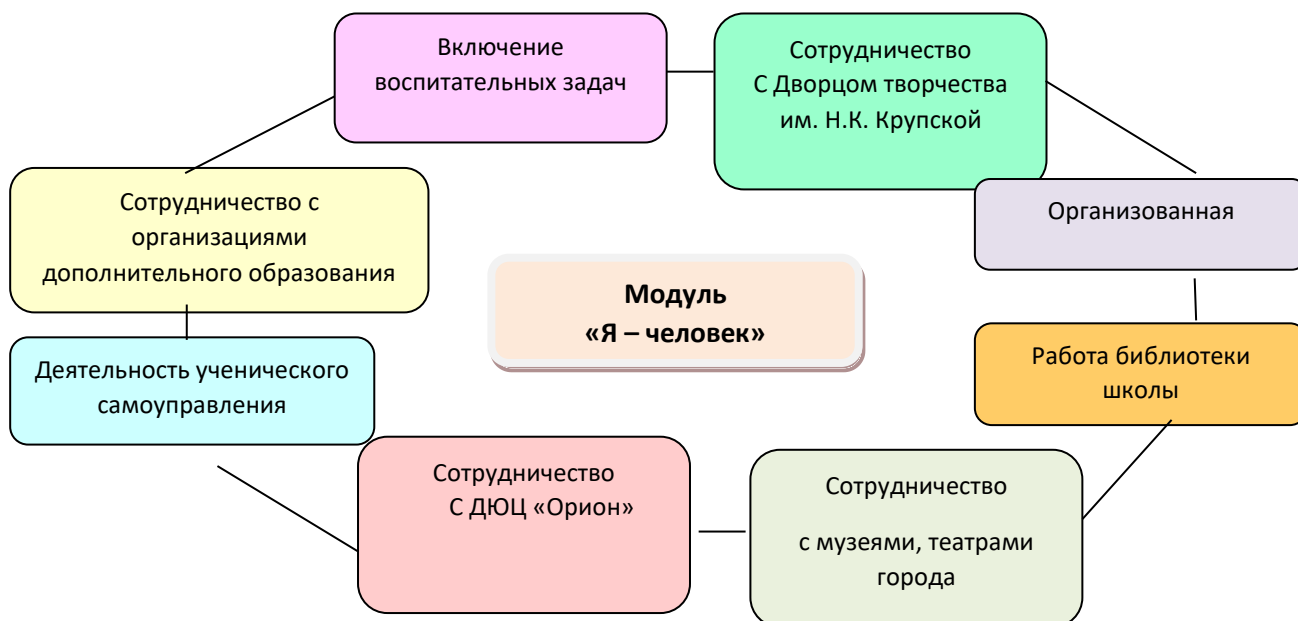 Включение
воспитательных задач
Сотрудничество
С Дворцом творчества
им. Н.К. Крупской
Сотрудничество с
организациями
дополнительного образования
Организованная
Модуль
«Я – человек»
Деятельность ученического
самоуправления
Работа библиотеки
школы
Сотрудничество
С ДЮЦ «Орион»
Сотрудничество
с музеями, театрами
города